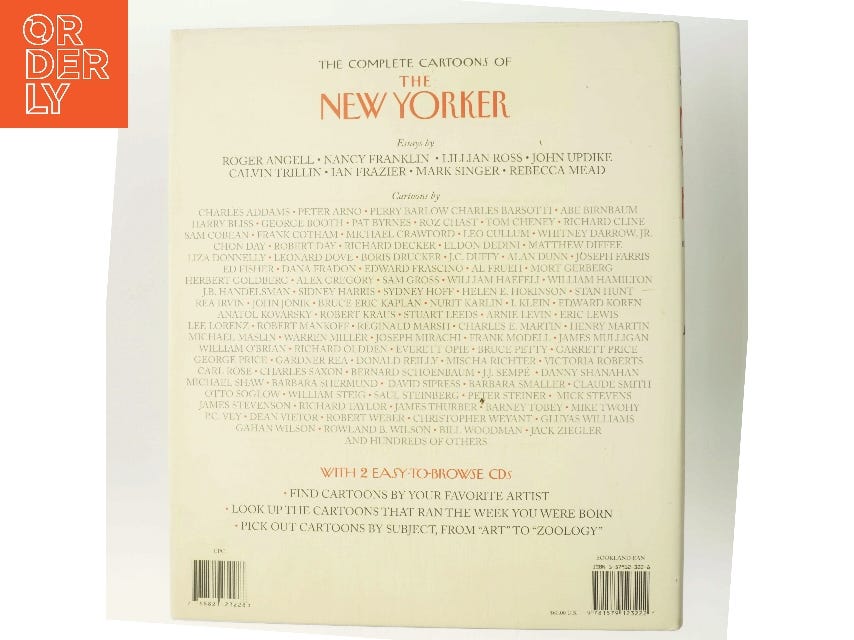 OR
DER
LY
THE COMPLETE CARTOONS OF
THE
NEW YORKER
Essays by
ROGER ANGELL • NANCY FRANKLIN • LILLIAN ROSS • JOHN UPDIKE
CALVIN TRILLIN • IAN FRAZIER • MARK SINGER • REBECCA MEAD
Cartoons by
CHARLES ADDAMS • PETER ARNO • PERRY BARLOW CHARLES BARSOTTI • ABE BIRNBAUM
HARRY BLISS • GEORGE BOOTH • PAT BYRNES • ROZ CHAST • TOM CHENEY • RICHARD CLINE
SAM COBEAN • FRANK COTHAM • MICHAEL CRAWFORD • LEO CULLUM • WHITNEY DARROW, JR.
CHON DAY • ROBERT DAY • RICHARD DECKER • ELDON DEDINI • MATTHEW DIFFEE
LIZA DONNELLY • LEONARD DOVE • BORIS DRUCKER • J.C. DUFFY • ALAN DUNN • JOSEPH FARRIS
ED FISHER • DANA FRADON • EDWARD FRASCINO • AL FRUEH • MORT GERBERG
HERBERT GOLDBERG • ALEX GREGORY • SAM GROSS • WILLIAM HAEFELI • WILLIAM HAMILTON
J.B. HANDELSMAN • SIDNEY HARRIS • SYDNEY HOFF • HELEN E. HOKINSON • STAN HUNT
REA IRVIN • JOHN JONIK • BRUCE ERIC KAPLAN • NURIT KARLIN • I. KLEIN • EDWARD KOREN
ANATOL KOVARSKY • ROBERT KRAUS • STUART LEEDS • ARNIE LEVIN • ERIC LEWIS
LEE LORENZ • ROBERT MANKOFF • REGINALD MARSH • CHARLES E. MARTIN • HENRY MARTIN
MICHAEL MASLIN • WARREN MILLER • JOSEPH MIRACHI • FRANK MODELL • JAMES MULLIGAN
WILLIAM O'BRIAN • RICHARD OLDDEN • EVERETT OPIE • BRUCE PETTY • GARRETT PRICE
GEORGE PRICE • GARDNER REA • DONALD REILLY • MISCHA RICHTER • VICTORIA ROBERTS
CARL ROSE • CHARLES SAXON • BERNARD SCHOENBAUM • J.J. SEMPÉ • DANNY SHANAHAN
MICHAEL SHAW • BARBARA SHERMUND • DAVID SIPRESS • BARBARA SMALLER • CLAUDE SMITH
OTTO SOGLOW • WILLIAM STEIG • SAUL STEINBERG • PETER STEINER • MICK STEVENS
JAMES STEVENSON • RICHARD TAYLOR • JAMES THURBER • BARNEY TOBEY • MIKE TWOHY
P.C. VEY • DEAN VIETOR • ROBERT WEBER • CHRISTOPHER WEYANT • GLUYAS WILLIAMS
GAHAN WILSON • ROWLAND B. WILSON • BILL WOODMAN • JACK ZIEGLER
AND HUNDREDS OF OTHERS
WITH 2 EASY-TO-BROWSE CDs
• FIND CARTOONS BY YOUR FAVORITE ARTIST
• LOOK UP THE CARTOONS THAT RAN THE WEEK YOU WERE BORN
• PICK OUT CARTOONS BY SUBJECT, FROM "ART" TO "ZOOLOGY"
UPC
BOOKLAND EAN
ISBN